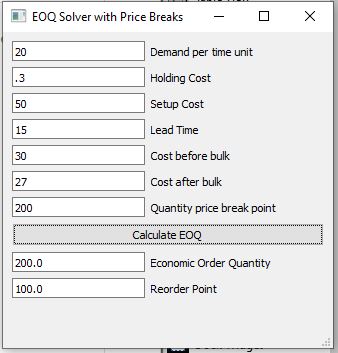 EOQ Solver with Price Breaks
20 Demand per time unit
.3 Holding Cost
50 Setup Cost
15 Lead Time
30 Cost before bulk
27 Cost after bulk
200 Quantity price break point
Calculate EOQ
200.0 Economic Order Quantity
100.0 Reorder Point